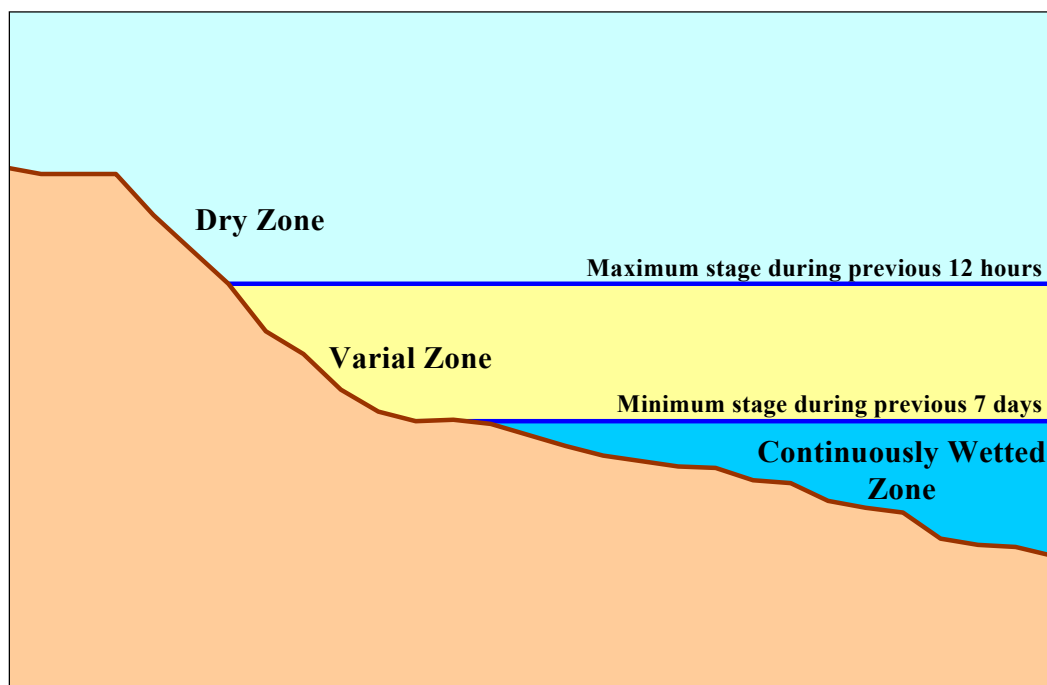 Dry Zone
Maximum stage during previous 12 hours
Varial Zone
Minimum stage during previous 7 days
Continuously Wetted
Zone